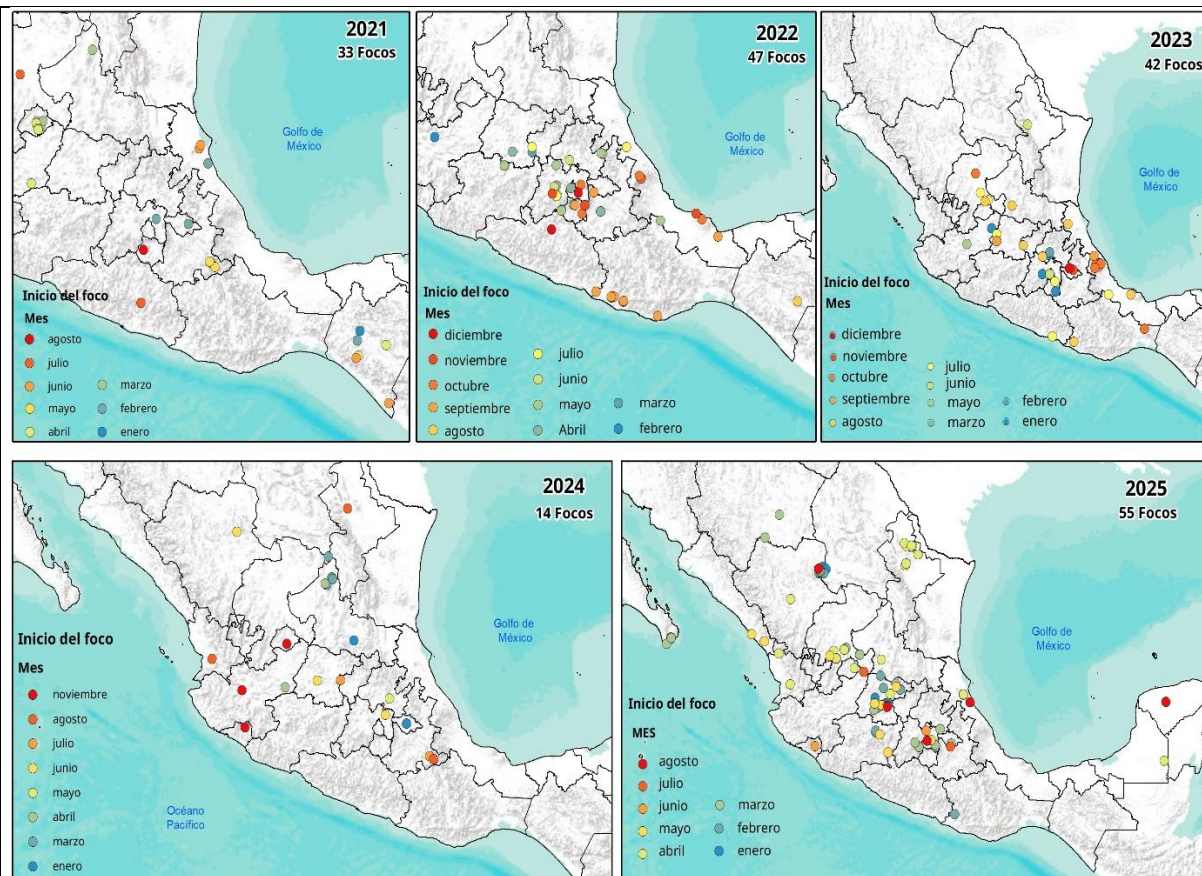 2021
33 Focos
Golfo de
México
Inicio del foco
Mes
agosto
julio
junio
mayo
abril
marzo
febrero
enero
2022
47 Focos
Golfo de
México
Inicio del foco
Mes
diciembre
noviembre
octubre
septiembre
agosto
julio
junio
mayo
Abril
marzo
febrero
2023
42 Focos
Golfo de
México
Inicio del foco
Mes
diciembre
noviembre
octubre
septiembre
agosto
julio
junio
mayo
marzo
febrero
enero
2024
14 Focos
Golfo de
México
Océano
Pacífico
Inicio del foco
Mes
noviembre
agosto
julio
junio
mayo
abril
marzo
enero
2025
55 Focos
Golfo de
México
Inicio del foco
MES
agosto
julio
junio
mayo
abril
marzo
febrero
enero